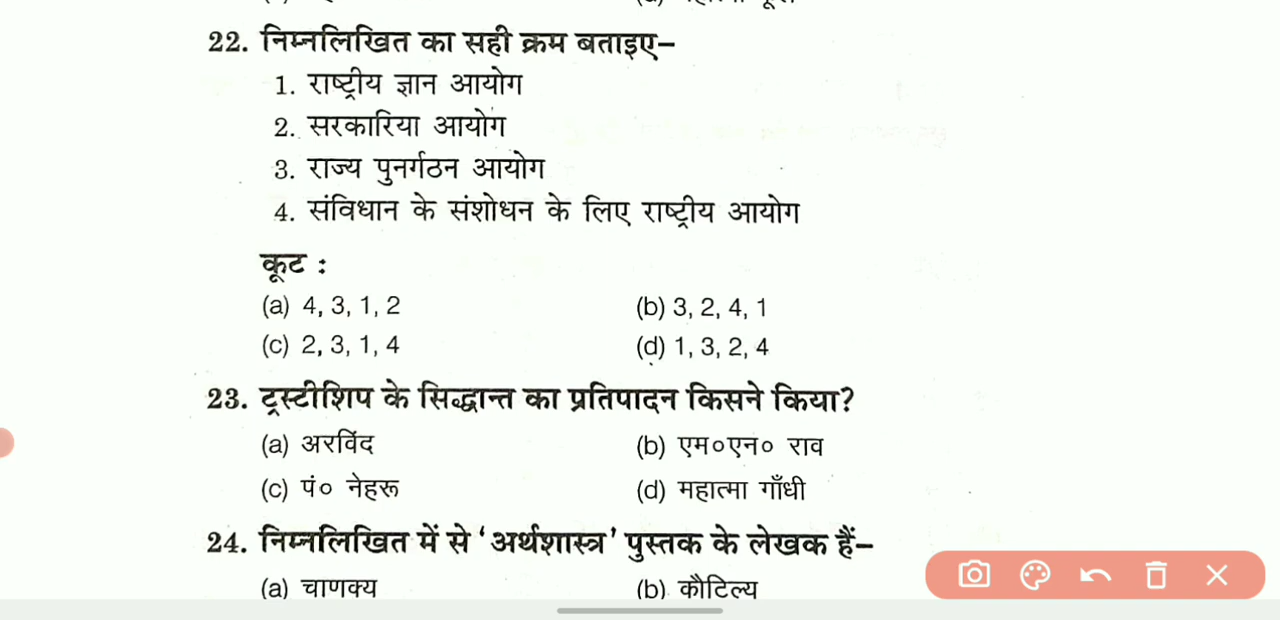 22. निम्नलिखित का सही क्रम बताइए–
1. राष्ट्रीय ज्ञान आयोग
2. सरकारिया आयोग
3. राज्य पुनर्गठन आयोग
4. संविधान के संशोधन के लिए राष्ट्रीय आयोग
कूट :
(a) 4, 3, 1, 2 (b) 3, 2, 4, 1
(c) 2, 3, 1, 4 (d) 1, 3, 2, 4
23. ट्रस्टीशिप के सिद्धान्त का प्रतिपादन किसने किया?
(a) अरविंद (b) एम०एन० राव
(c) पं० नेहरू (d) महात्मा गाँधी
24. निम्नलिखित में से ‘अर्थशास्त्र’ पुस्तक के लेखक हैं–
(a) चाणक्य (b) कौटिल्य